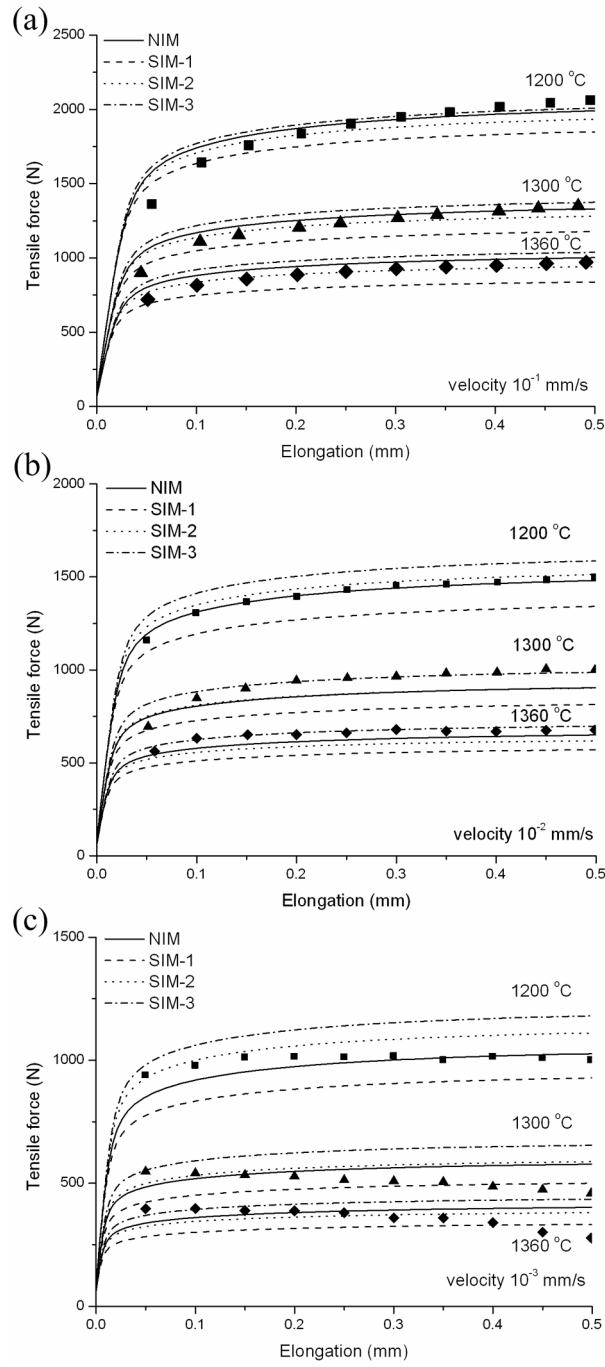 (a)
2500
2000
1500
1000
500
0
Tensile force (N)
NIM
SIM-1
SIM-2
SIM-3
1200 °C
1300 °C
1360 °C
velocity 10⁻¹ mm/s
0.0 0.1 0.2 0.3 0.4 0.5
Elongation (mm)
(b)
2000
1500
1000
500
0
Tensile force (N)
NIM
SIM-1
SIM-2
SIM-3
1200 °C
1300 °C
1360 °C
velocity 10⁻² mm/s
0.0 0.1 0.2 0.3 0.4 0.5
Elongation (mm)
(c)
1500
1000
500
0
Tensile force (N)
NIM
SIM-1
SIM-2
SIM-3
1200 °C
1300 °C
1360 °C
velocity 10⁻³ mm/s
0.0 0.1 0.2 0.3 0.4 0.5
Elongation (mm)